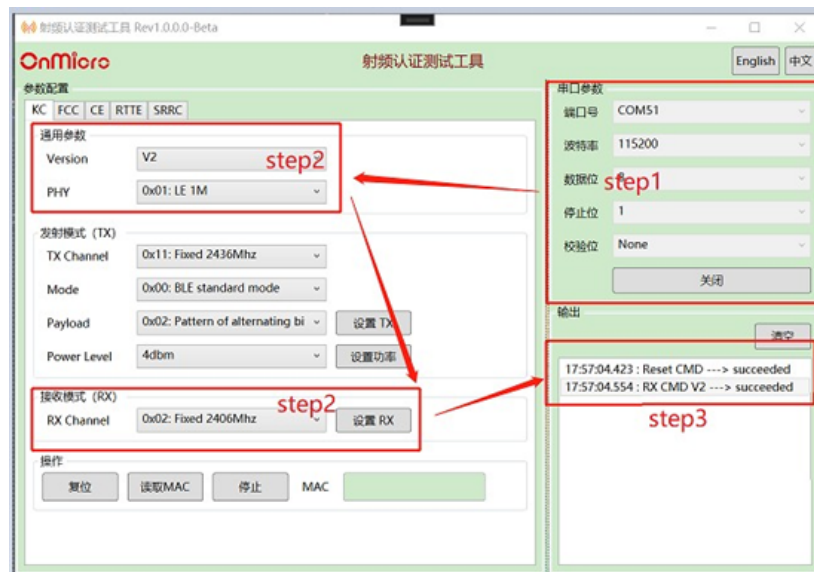 射频认证测试工具 Rev1.0.0.0-Beta
OnMicro
射频认证测试工具
English
中文
参数配置
KC FCC CE RTTE SRRC
通用参数
Version V2
step2
PHY 0x01: LE 1M
发射模式（TX）
TX Channel 0x11: Fixed 2436Mhz
Mode 0x00: BLE standard mode
Payload 0x02: Pattern of alternating bi 设置 TX
Power Level 4dbm 设置功率
接收模式（RX）
step2
RX Channel 0x02: Fixed 2406Mhz 设置 RX
操作
复位 读取MAC 停止 MAC
串口参数
端口号 COM51
波特率 115200
数据位 8
step1
停止位 1
校验位 None
关闭
输出
清空
17:57:04.423 : Reset CMD ---> succeeded
17:57:04.554 : RX CMD V2 ---> succeeded
step3